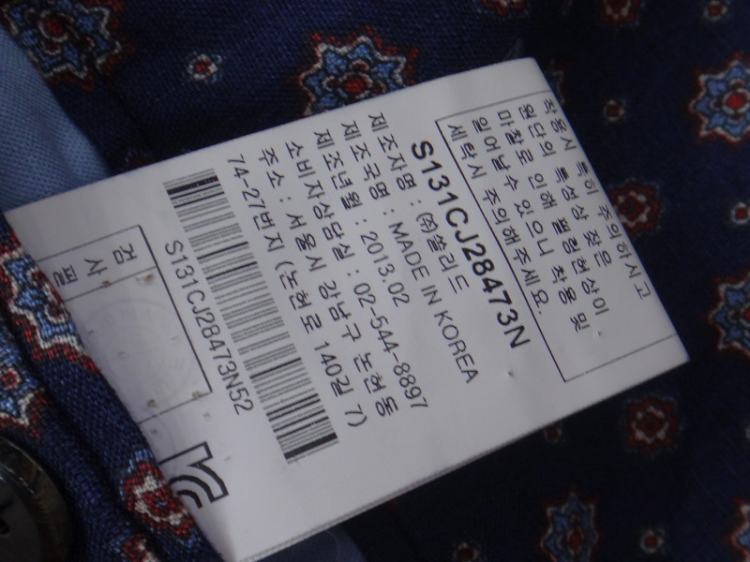 착용시 특히 주의하시고
원단의 특성상 잦은
마찰로 인해 필링현상이
일어날 수 있으니 착용 및
세탁시 주의해주세요.
S131CJ28473N
제조자명 : ㈜쏠리드
제조국명 : MADE IN KOREA
제조년월 : 2013.02
소비자상담실 : 02-544-8897
주소 : 서울시 강남구 논현동
74-27번지 (논현로 140길 7)
S131CJ28473N52
검사
필